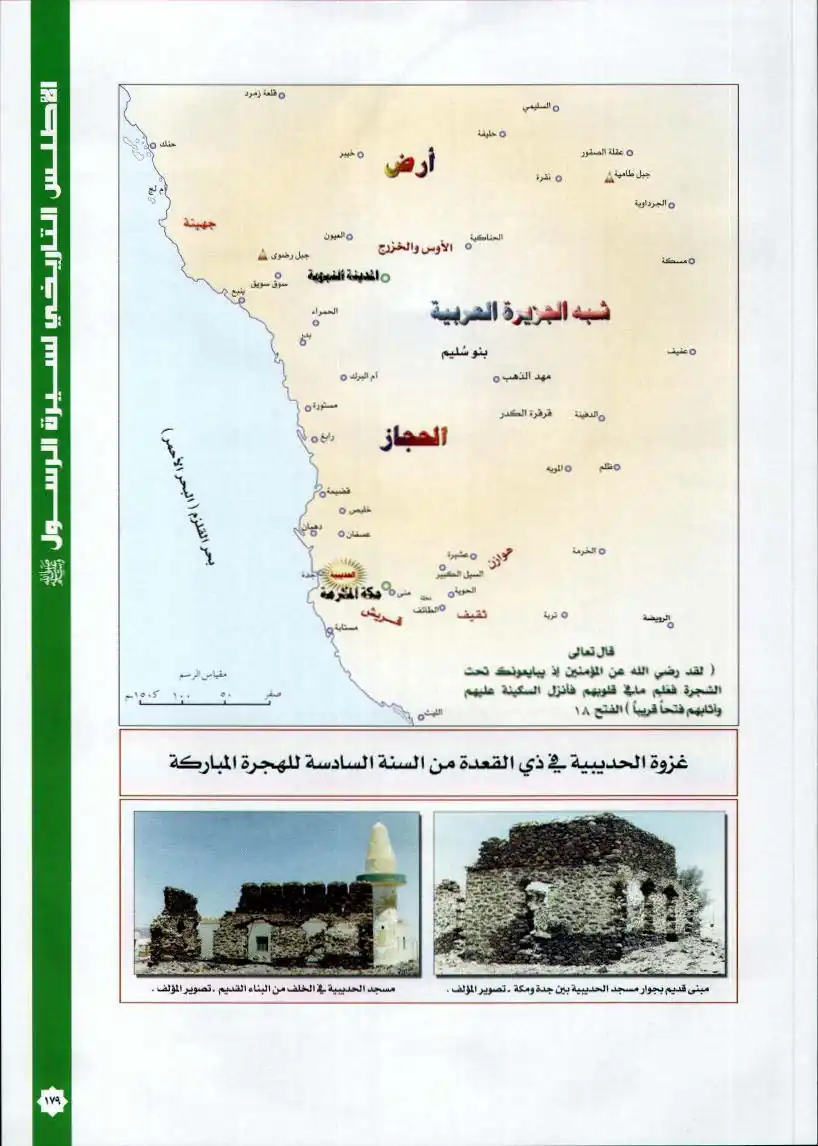 الأطلس التاريخي لسيرة الرسول ﷺ
قلعة زمرد
السليمي
حليفة
حنك
خيبر
أرض
عقلة الصقور
جبل طامية
نقرة
أم لج
الجرداوية
جهينة
العيون
الأوس والخزرج
الحناكية
جبل رضوى
المدينة النبوية
مسكة
سوق سويق
ينبع
الحمراء
شبه الجزيرة العربية
بدر
بنو سُليم
عفيف
أم البرك
مهد الذهب
مستورة
قرقرة الكدر
الدفينة
رابغ
الحجاز
المويه
ظلم
بحر القلزم ( البحر الأحمر )
قضيمة
خليص
دهبان
عسفان
عشيرة
هوازن
الخرمة
جدة
الحديبية
السيل الكبير
مكة المكرمة
منى
الحوية
نخلة
الطائف
ثقيف
قريش
تربة
الرويضة
مستابة
قال تعالى
( لقد رضي الله عن المؤمنين إذ يبايعونك تحت
الشجرة فعَلِم مافي قلوبهم فأنزل السكينة عليهم
وأثابهم فتحاً قريباً ) الفتح ١٨
مقياس الرسم
صفر ٥٠ ١٠٠ ١٥٠كم
الليث
غزوة الحديبية في ذي القعدة من السنة السادسة للهجرة المباركة
مبنى قديم بجوار مسجد الحديبية بين جدة ومكة . تصوير المؤلف .
مسجد الحديبية في الخلف من البناء القديم . تصوير المؤلف .
١٧٩